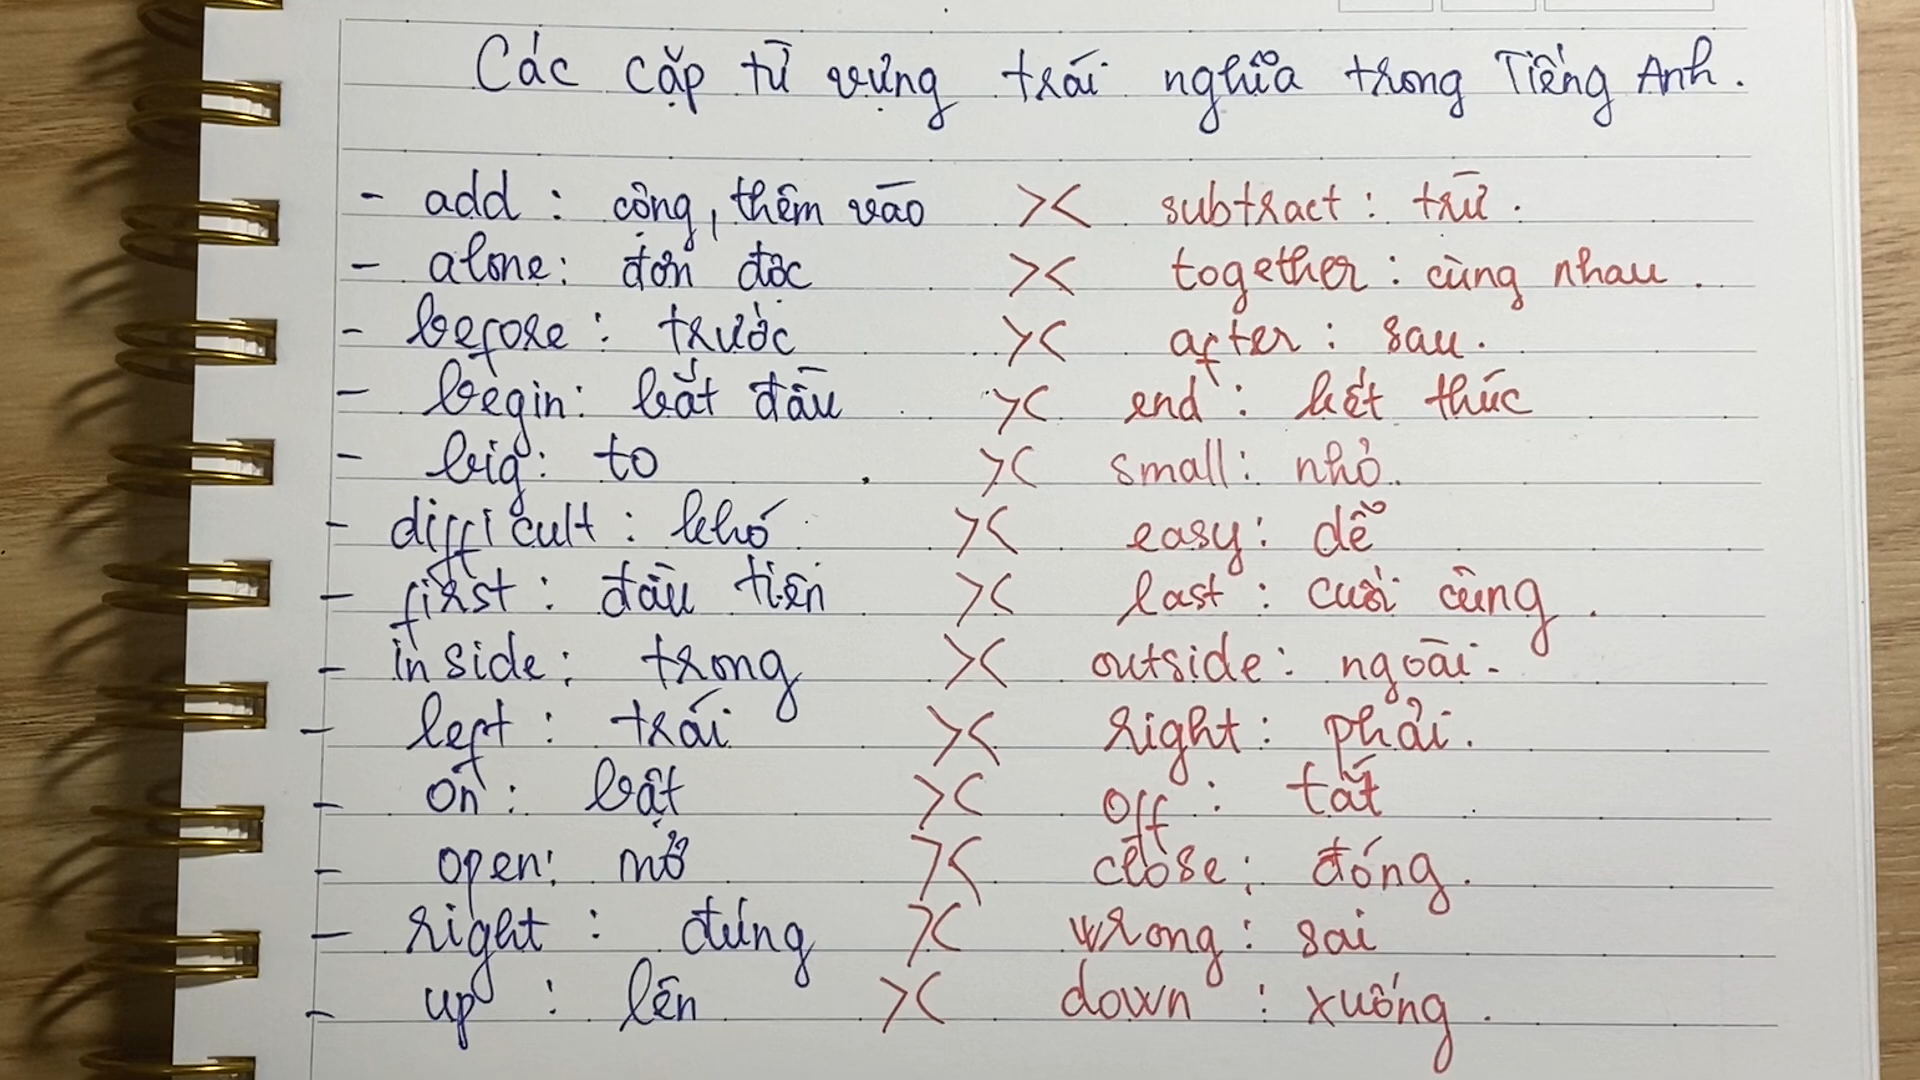 Các cặp từ vựng trái nghĩa trong Tiếng Anh.
- add : cộng, thêm vào >< subtract : trừ.
- alone : đơn độc >< together : cùng nhau.
- before : trước >< after : sau.
- begin : bắt đầu >< end : kết thúc
- big : to >< small : nhỏ.
- difficult : khó >< easy : dễ
- first : đầu tiên >< last : cuối cùng.
- inside : trong >< outside : ngoài.
- left : trái >< right : phải.
- on : bật >< off : tắt
- open : mở >< close : đóng.
- right : đúng >< wrong : sai
- up : lên >< down : xuống.